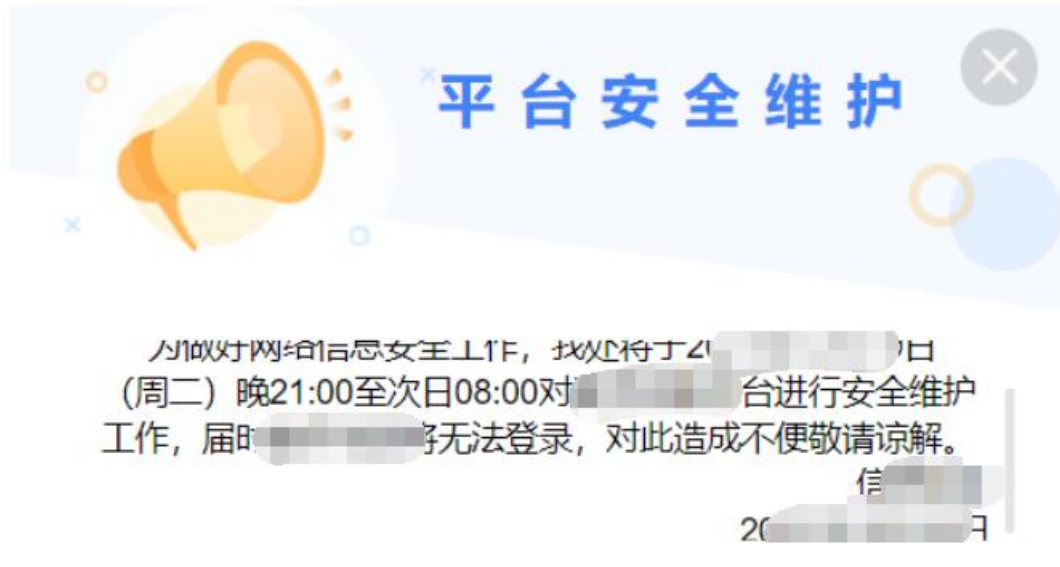 平台安全维护
为做好网络信息安全工作，我处将于20 9日
（周二）晚21:00至次日08:00对 台进行安全维护
工作，届时 将无法登录，对此造成不便敬请谅解。
信
20 日